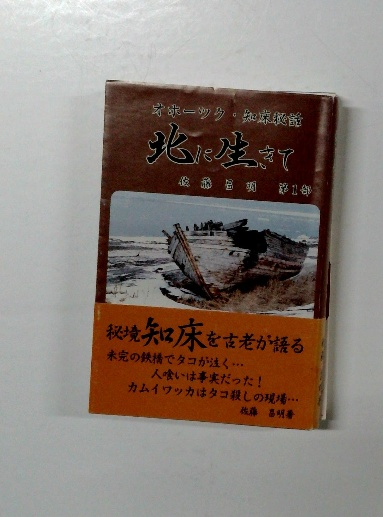 オホーツク・知床秘話
北に生きて
佐藤昌明 第1部
秘境知床を古老が語る
未完の鉄橋でタコが泣く…
人喰いは事実だった!
カムイワッカはタコ殺しの現場…
佐藤 昌明著